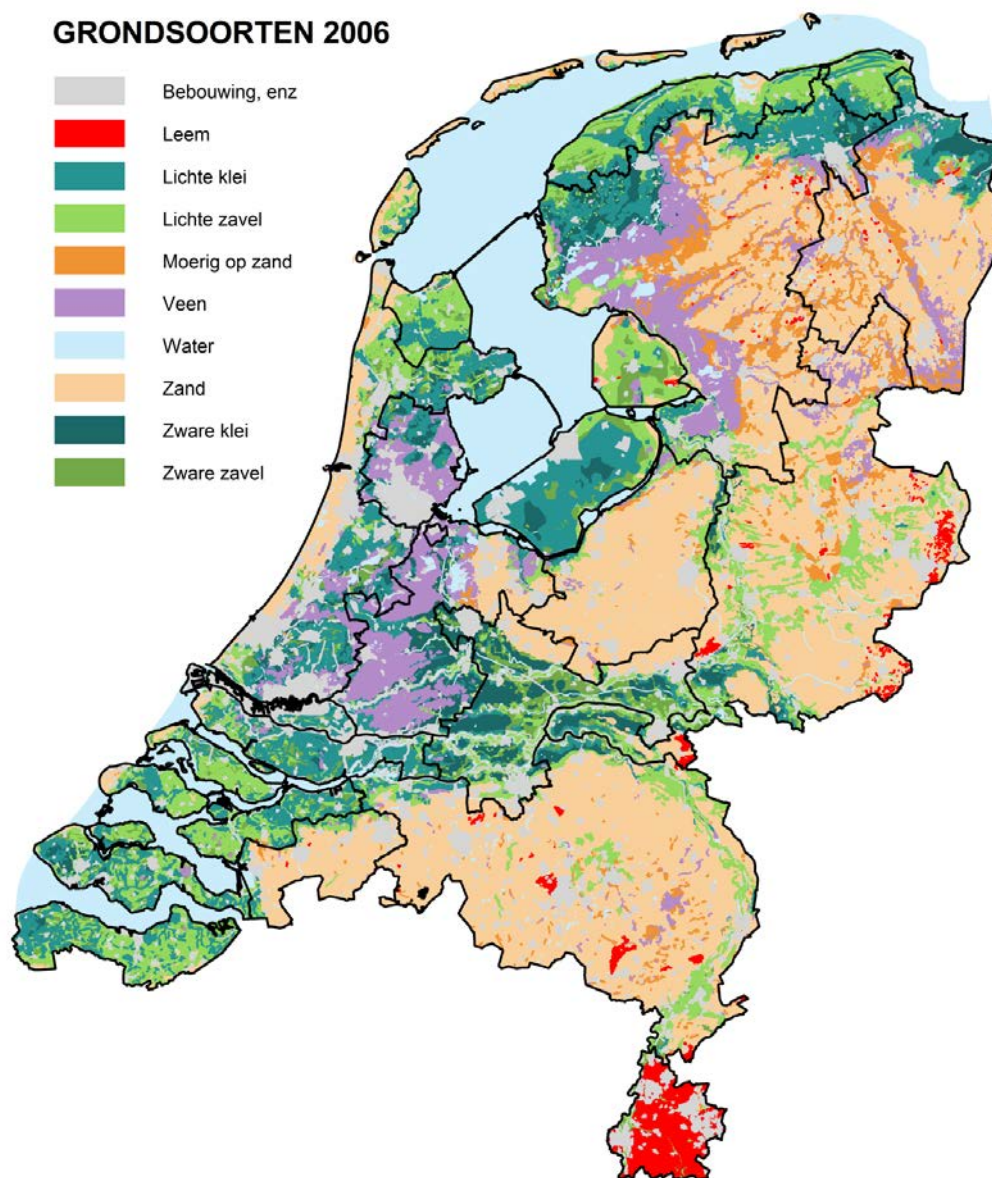 GRONDSOORTEN 2006
Bebouwing, enz
Leem
Lichte klei
Lichte zavel
Moerig op zand
Veen
Water
Zand
Zware klei
Zware zavel